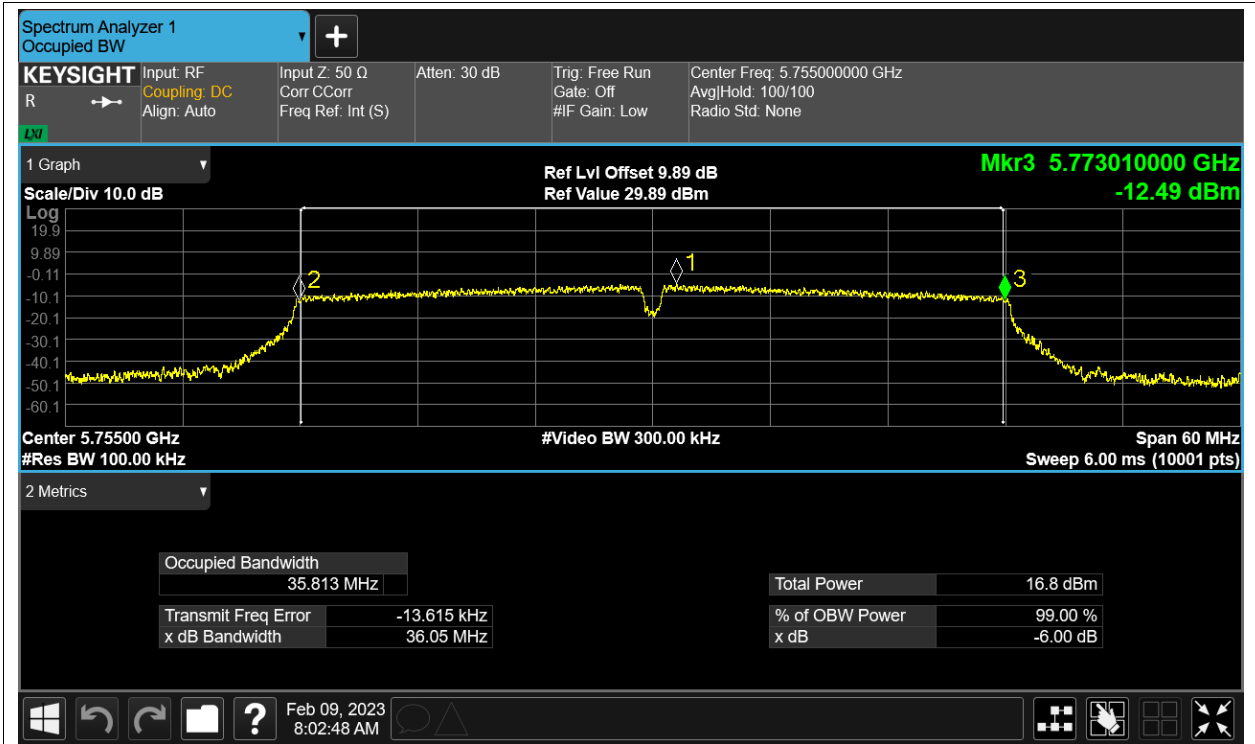 Spectrum Analyzer 1
Occupied BW
KEYSIGHT
R
LXI
Input: RF
Coupling: DC
Align: Auto
Input Z: 50 Ω
Corr CCorr
Freq Ref: Int (S)
Atten: 30 dB
Trig: Free Run
Gate: Off
#IF Gain: Low
Center Freq: 5.755000000 GHz
Avg|Hold: 100/100
Radio Std: None
1 Graph
Scale/Div 10.0 dB
Ref Lvl Offset 9.89 dB
Ref Value 29.89 dBm
Mkr3 5.773010000 GHz
-12.49 dBm
Log
19.9
9.89
-0.11
-10.1
-20.1
-30.1
-40.1
-50.1
-60.1
2
1
3
Center 5.75500 GHz
#Res BW 100.00 kHz
#Video BW 300.00 kHz
Span 60 MHz
Sweep 6.00 ms (10001 pts)
2 Metrics
Occupied Bandwidth
35.813 MHz
Transmit Freq Error -13.615 kHz
x dB Bandwidth 36.05 MHz
Total Power 16.8 dBm
% of OBW Power 99.00 %
x dB -6.00 dB
?
Feb 09, 2023
8:02:48 AM